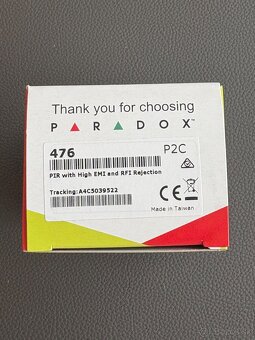 Thank you for choosing
PARADOX™
476 P2C
PIR with High EMI and RFI Rejection
Tracking:A4C5039522
CE
Made in Taiwan